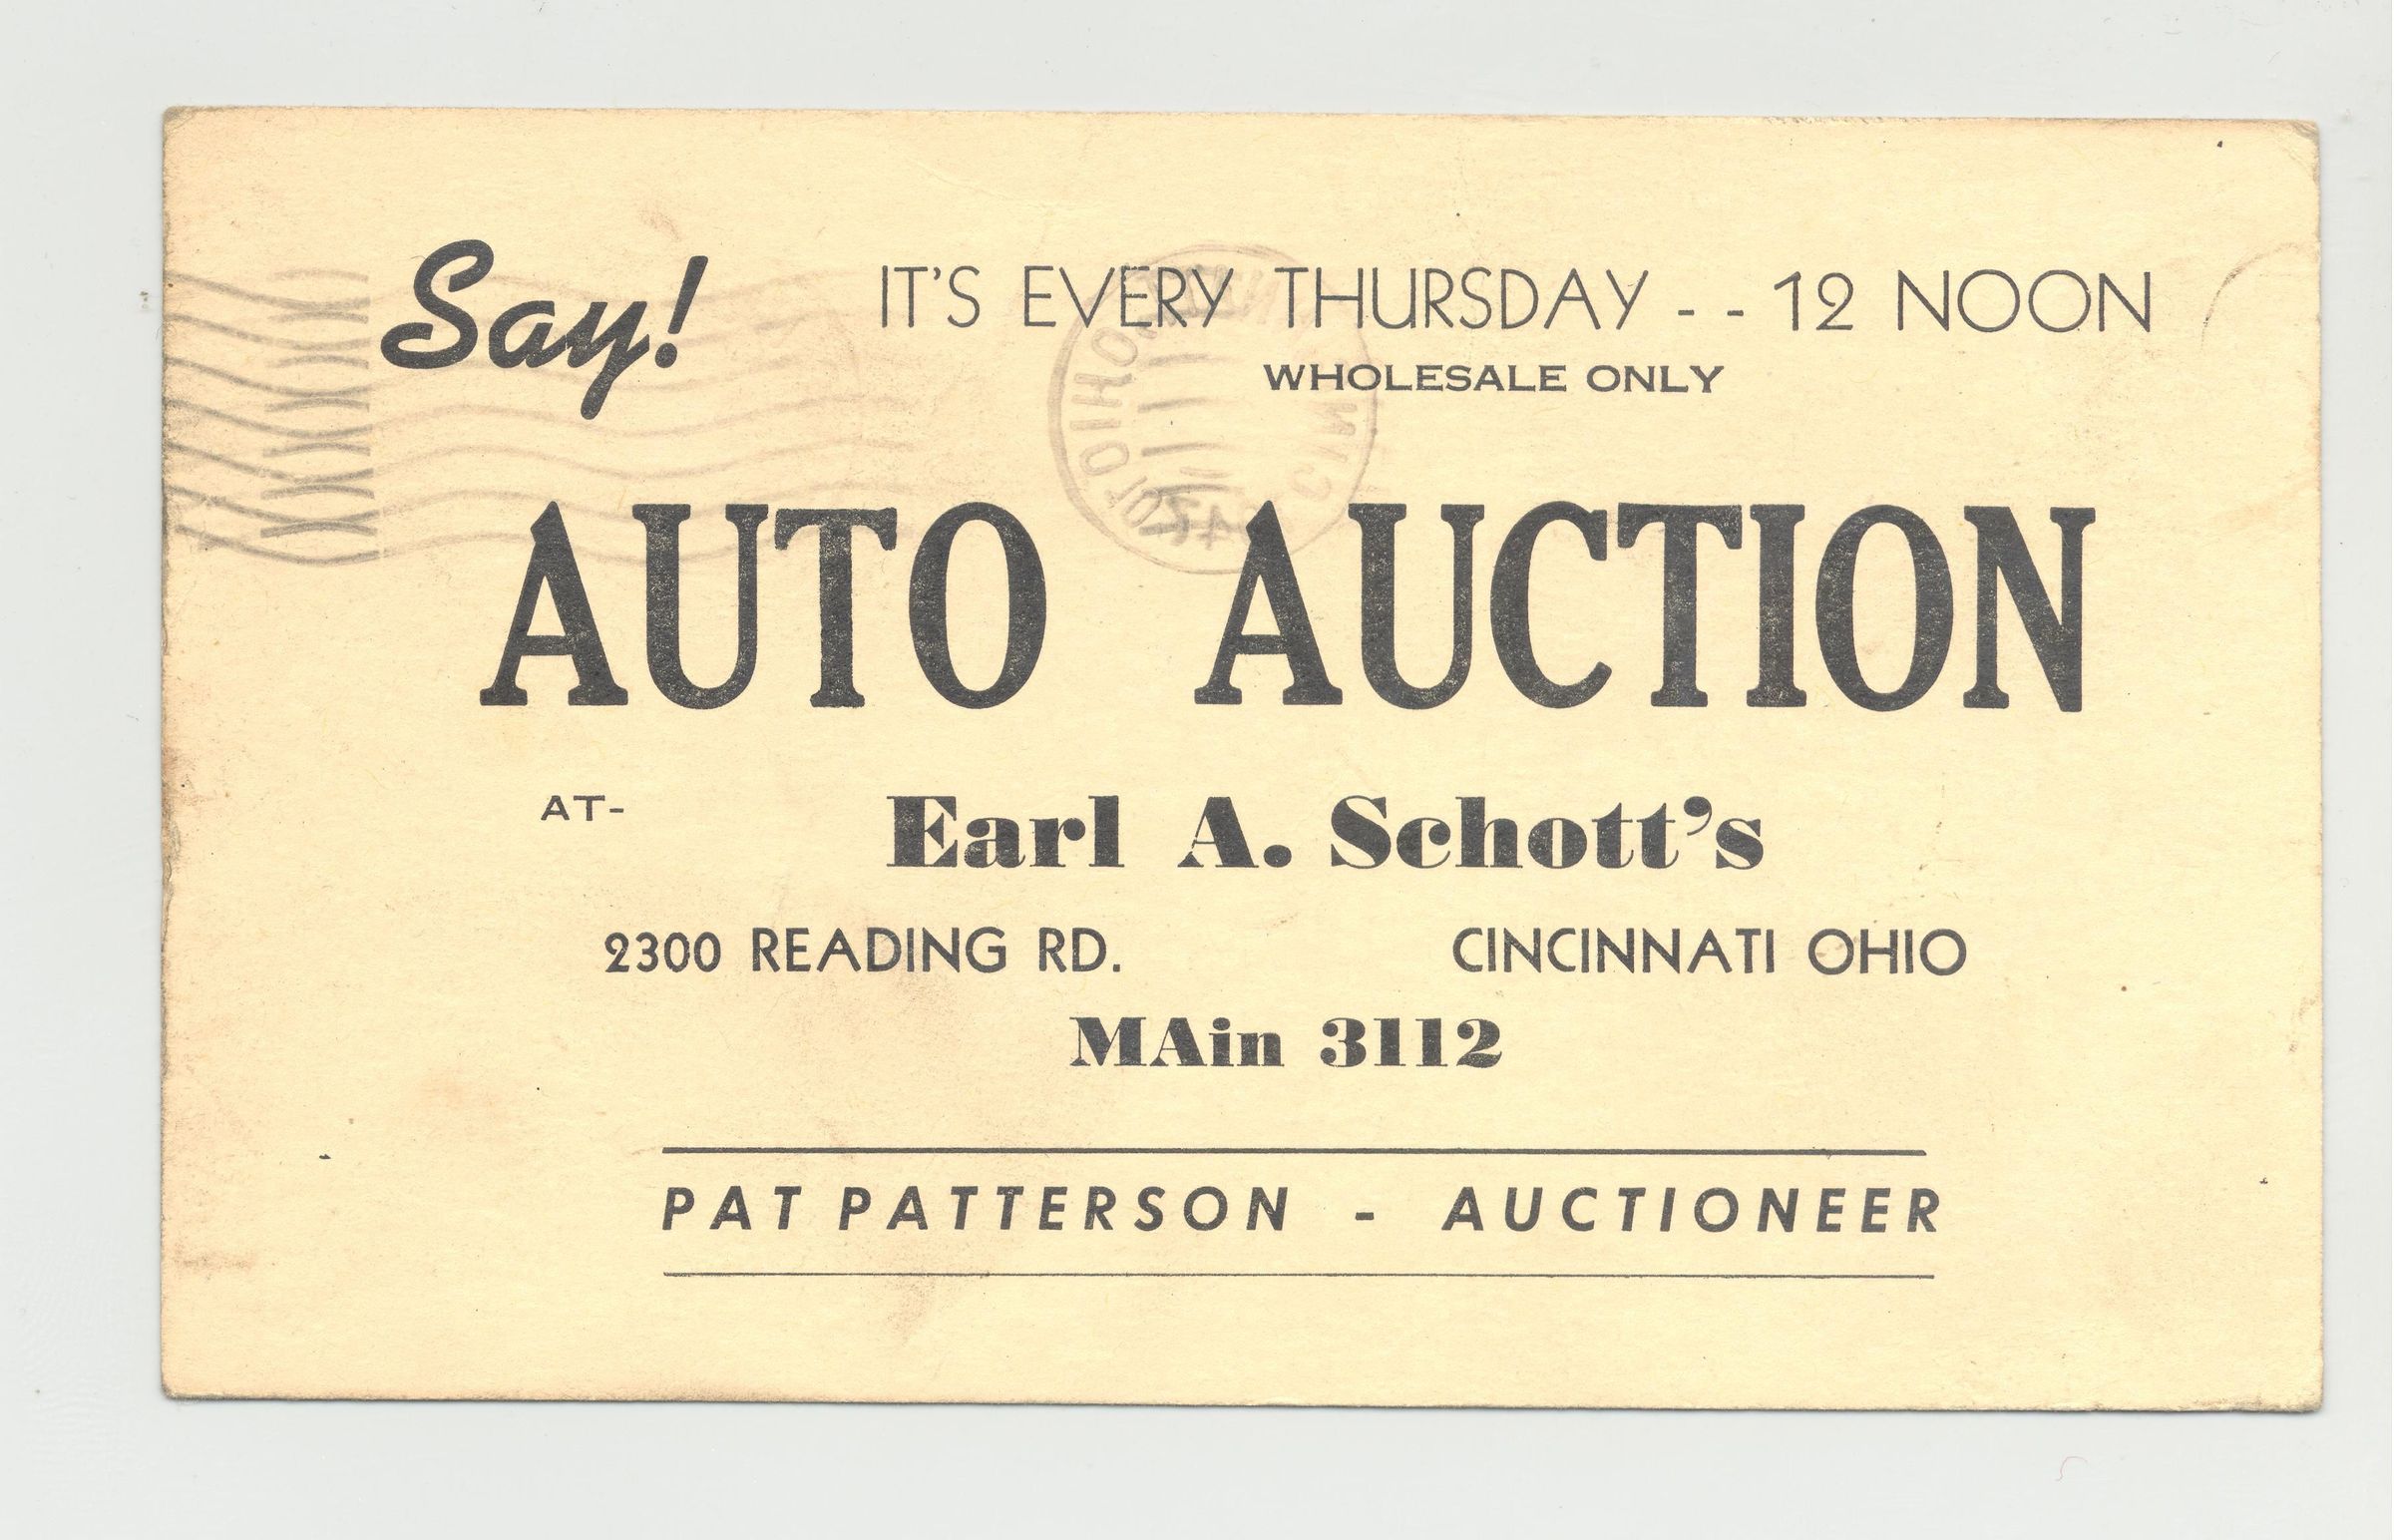 Say! IT'S EVERY THURSDAY - - 12 NOON
WHOLESALE ONLY
AUTO AUCTION
AT- Earl A. Schott's
2300 READING RD. CINCINNATI OHIO
MAin 3112
PAT PATTERSON - AUCTIONEER